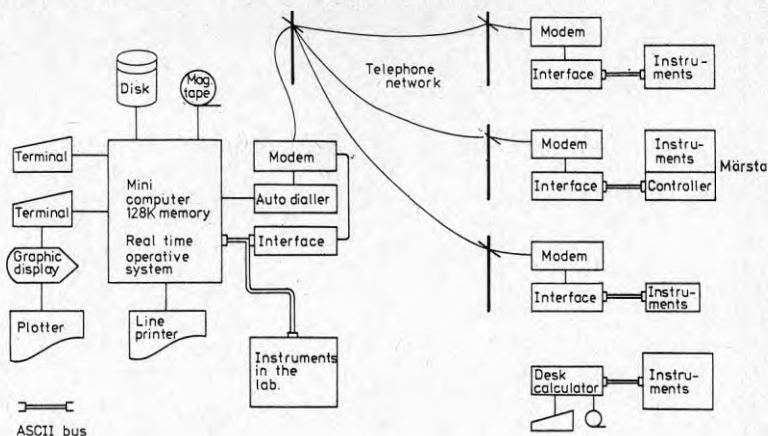 Disk
Mag
tape
Terminal
Terminal
Graphic
display
Plotter
Mini
computer
128K memory
Real time
operative
system
Line
printer
Modem
Auto dialler
Interface
Instruments
in the
lab.
ASCII bus
Telephone
network
Modem
Interface
Instru-
ments
Modem
Interface
Instru-
ments
Controller
Märsta
Modem
Interface
Instru-
ments
Desk
calculator
Instru-
ments